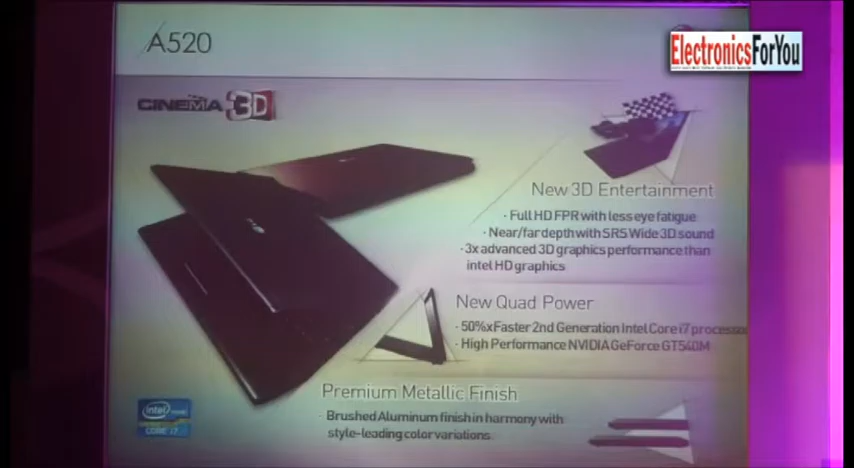 A520
ElectronicsForYou
CINEMA 3D
New 3D Entertainment
· Full HD FPR with less eye fatigue
· Near/far depth with SRS Wide 3D sound
· 3x advanced 3D graphics performance than
intel HD graphics
New Quad Power
· 50%xFaster 2nd Generation Intel Core i7 processor
· High Performance NVIDIA GeForce GT540M
LG
Premium Metallic Finish
· Brushed Aluminum finish in harmony with
style-leading color variations.
intel
CORE i7